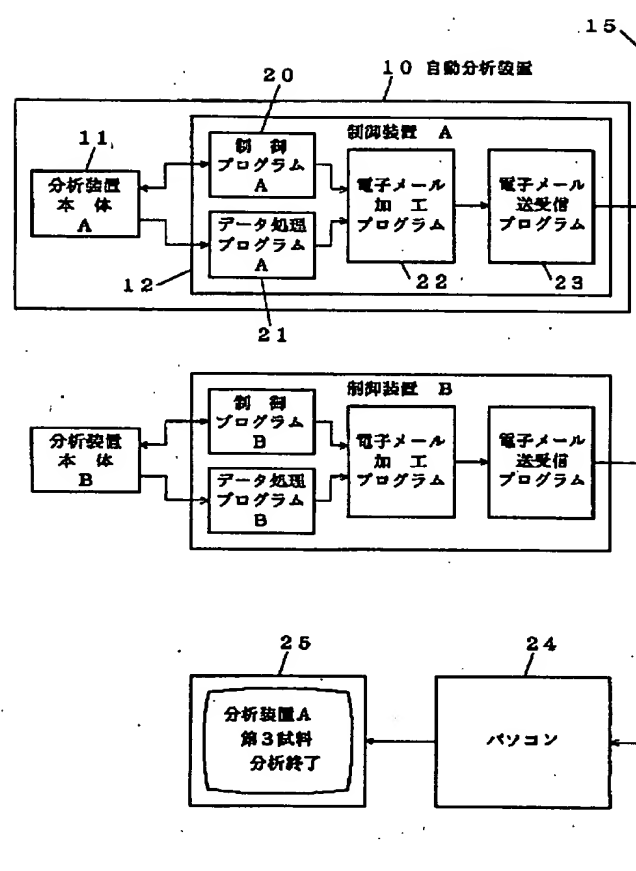 15
20
10 自動分析装置
11
制御装置 A
分析装置
本体
A
制 御
プログラム
A
データ処理
プログラム
A
電子メール
加 工
プログラム
電子メール
送受信
プログラム
12
22
23
21
制御装置 B
分析装置
本体
B
制 御
プログラム
B
データ処理
プログラム
B
電子メール
加 工
プログラム
電子メール
送受信
プログラム
25
24
分析装置A
第3試料
分析終了
パソコン